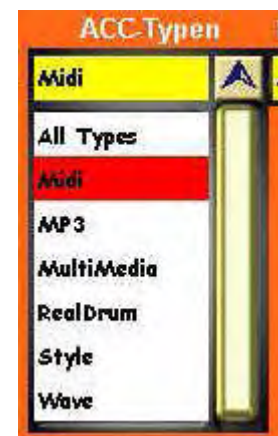 ACC-Typen
Midi
All Types
Midi
MP3
MultiMedia
RealDrum
Style
Wave